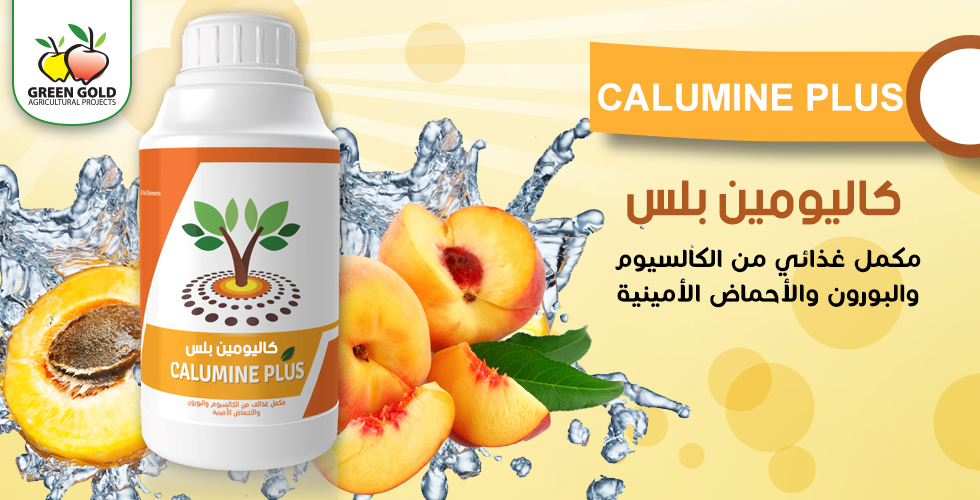 GREEN GOLD
AGRICULTURAL PROJECTS
CALUMINE PLUS
كاليومين بلس
مكمل غذائي من الكالسيوم
والبورون والأحماض الأمينية
كاليومين بلس
CALUMINE PLUS
مكمل غذائي من الكالسيوم والبورون
والأحماض الأمينية